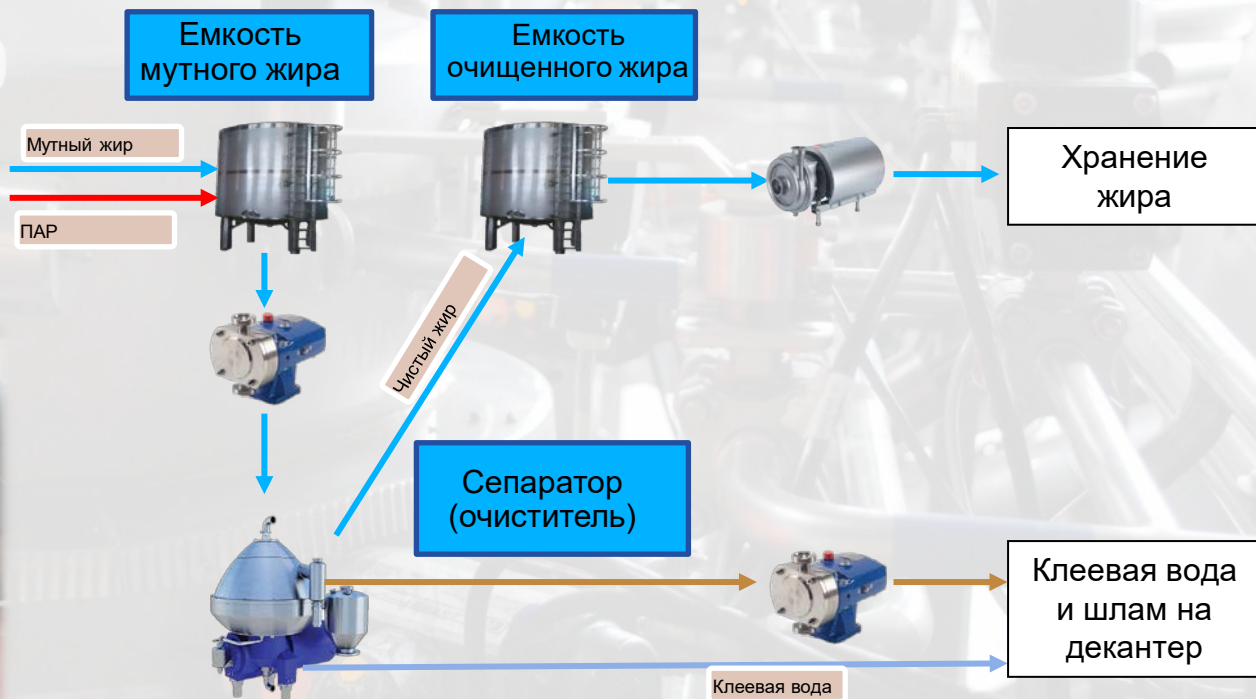 Емкость
мутного жира
Емкость
очищенного жира
Мутный жир
ПАР
Хранение
жира
Чистый жир
Сепаратор
(очиститель)
Клеевая вода
и шлам на
декантер
Клеевая вода